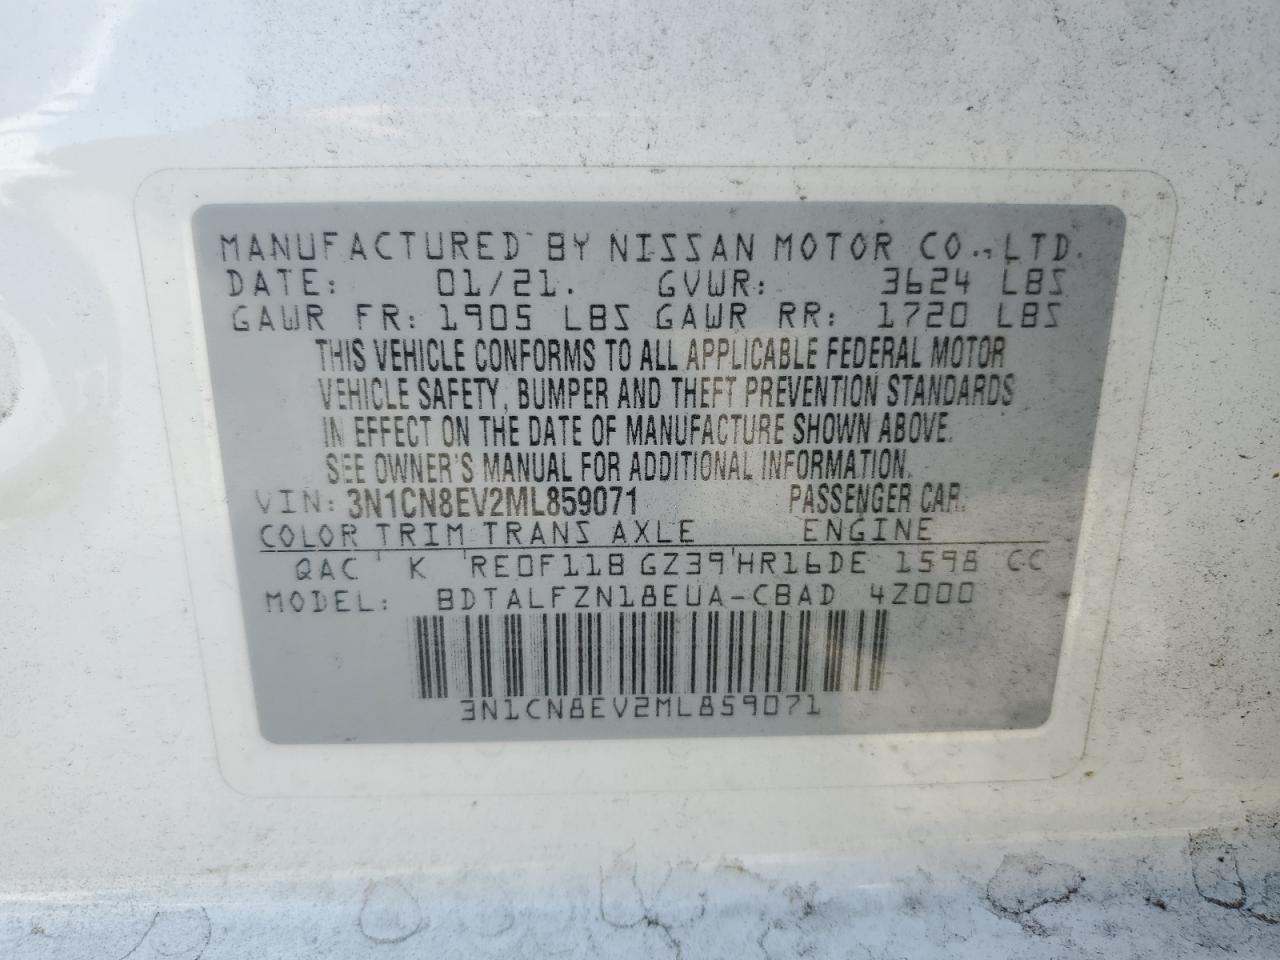 MANUFACTURED BY NISSAN MOTOR CO., LTD.
DATE: 01/21. GVWR: 3624 LBS
GAWR FR: 1905 LBS GAWR RR: 1720 LBS
THIS VEHICLE CONFORMS TO ALL APPLICABLE FEDERAL MOTOR
VEHICLE SAFETY, BUMPER AND THEFT PREVENTION STANDARDS
IN EFFECT ON THE DATE OF MANUFACTURE SHOWN ABOVE.
SEE OWNER'S MANUAL FOR ADDITIONAL INFORMATION.
VIN: 3N1CN8EV2ML859071 PASSENGER CAR.
COLOR TRIM TRANS AXLE ENGINE
QAC K RE0F11B GZ39 HR16DE 1598 CC
MODEL: BDTALFZN18EUA-CBAD 4Z000
3N1CN8EV2ML859071